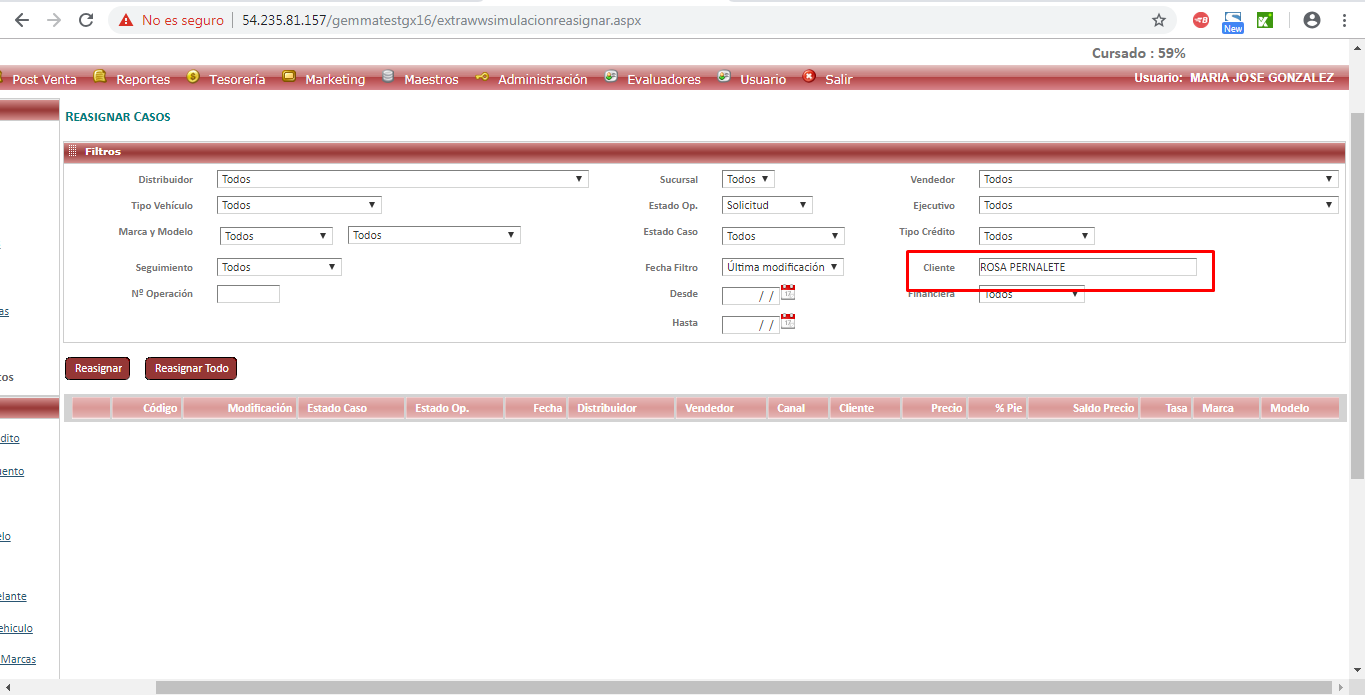 No es seguro | 54.235.81.157/gemmatestgx16/extrawwsimulacionreasignar.aspx
New
Cursado : 59%
Post Venta Reportes Tesorería Marketing Maestros Administración Evaluadores Usuario Salir Usuario: MARIA JOSE GONZALEZ
REASIGNAR CASOS
Filtros
Distribuidor Todos Sucursal Todos Vendedor Todos
Tipo Vehículo Todos Estado Op. Solicitud Ejecutivo Todos
Marca y Modelo Todos Todos Estado Caso Todos Tipo Crédito Todos
Seguimiento Todos Fecha Filtro Última modificación Cliente ROSA PERNALETE
Nº Operación Desde / / Financiera Todos
as
Hasta / /
Reasignar Reasignar Todo
tos
Código Modificación Estado Caso Estado Op. Fecha Distribuidor Vendedor Canal Cliente Precio % Pie Saldo Precio Tasa Marca Modelo
dito
uento
elo
elante
ehiculo
Marcas